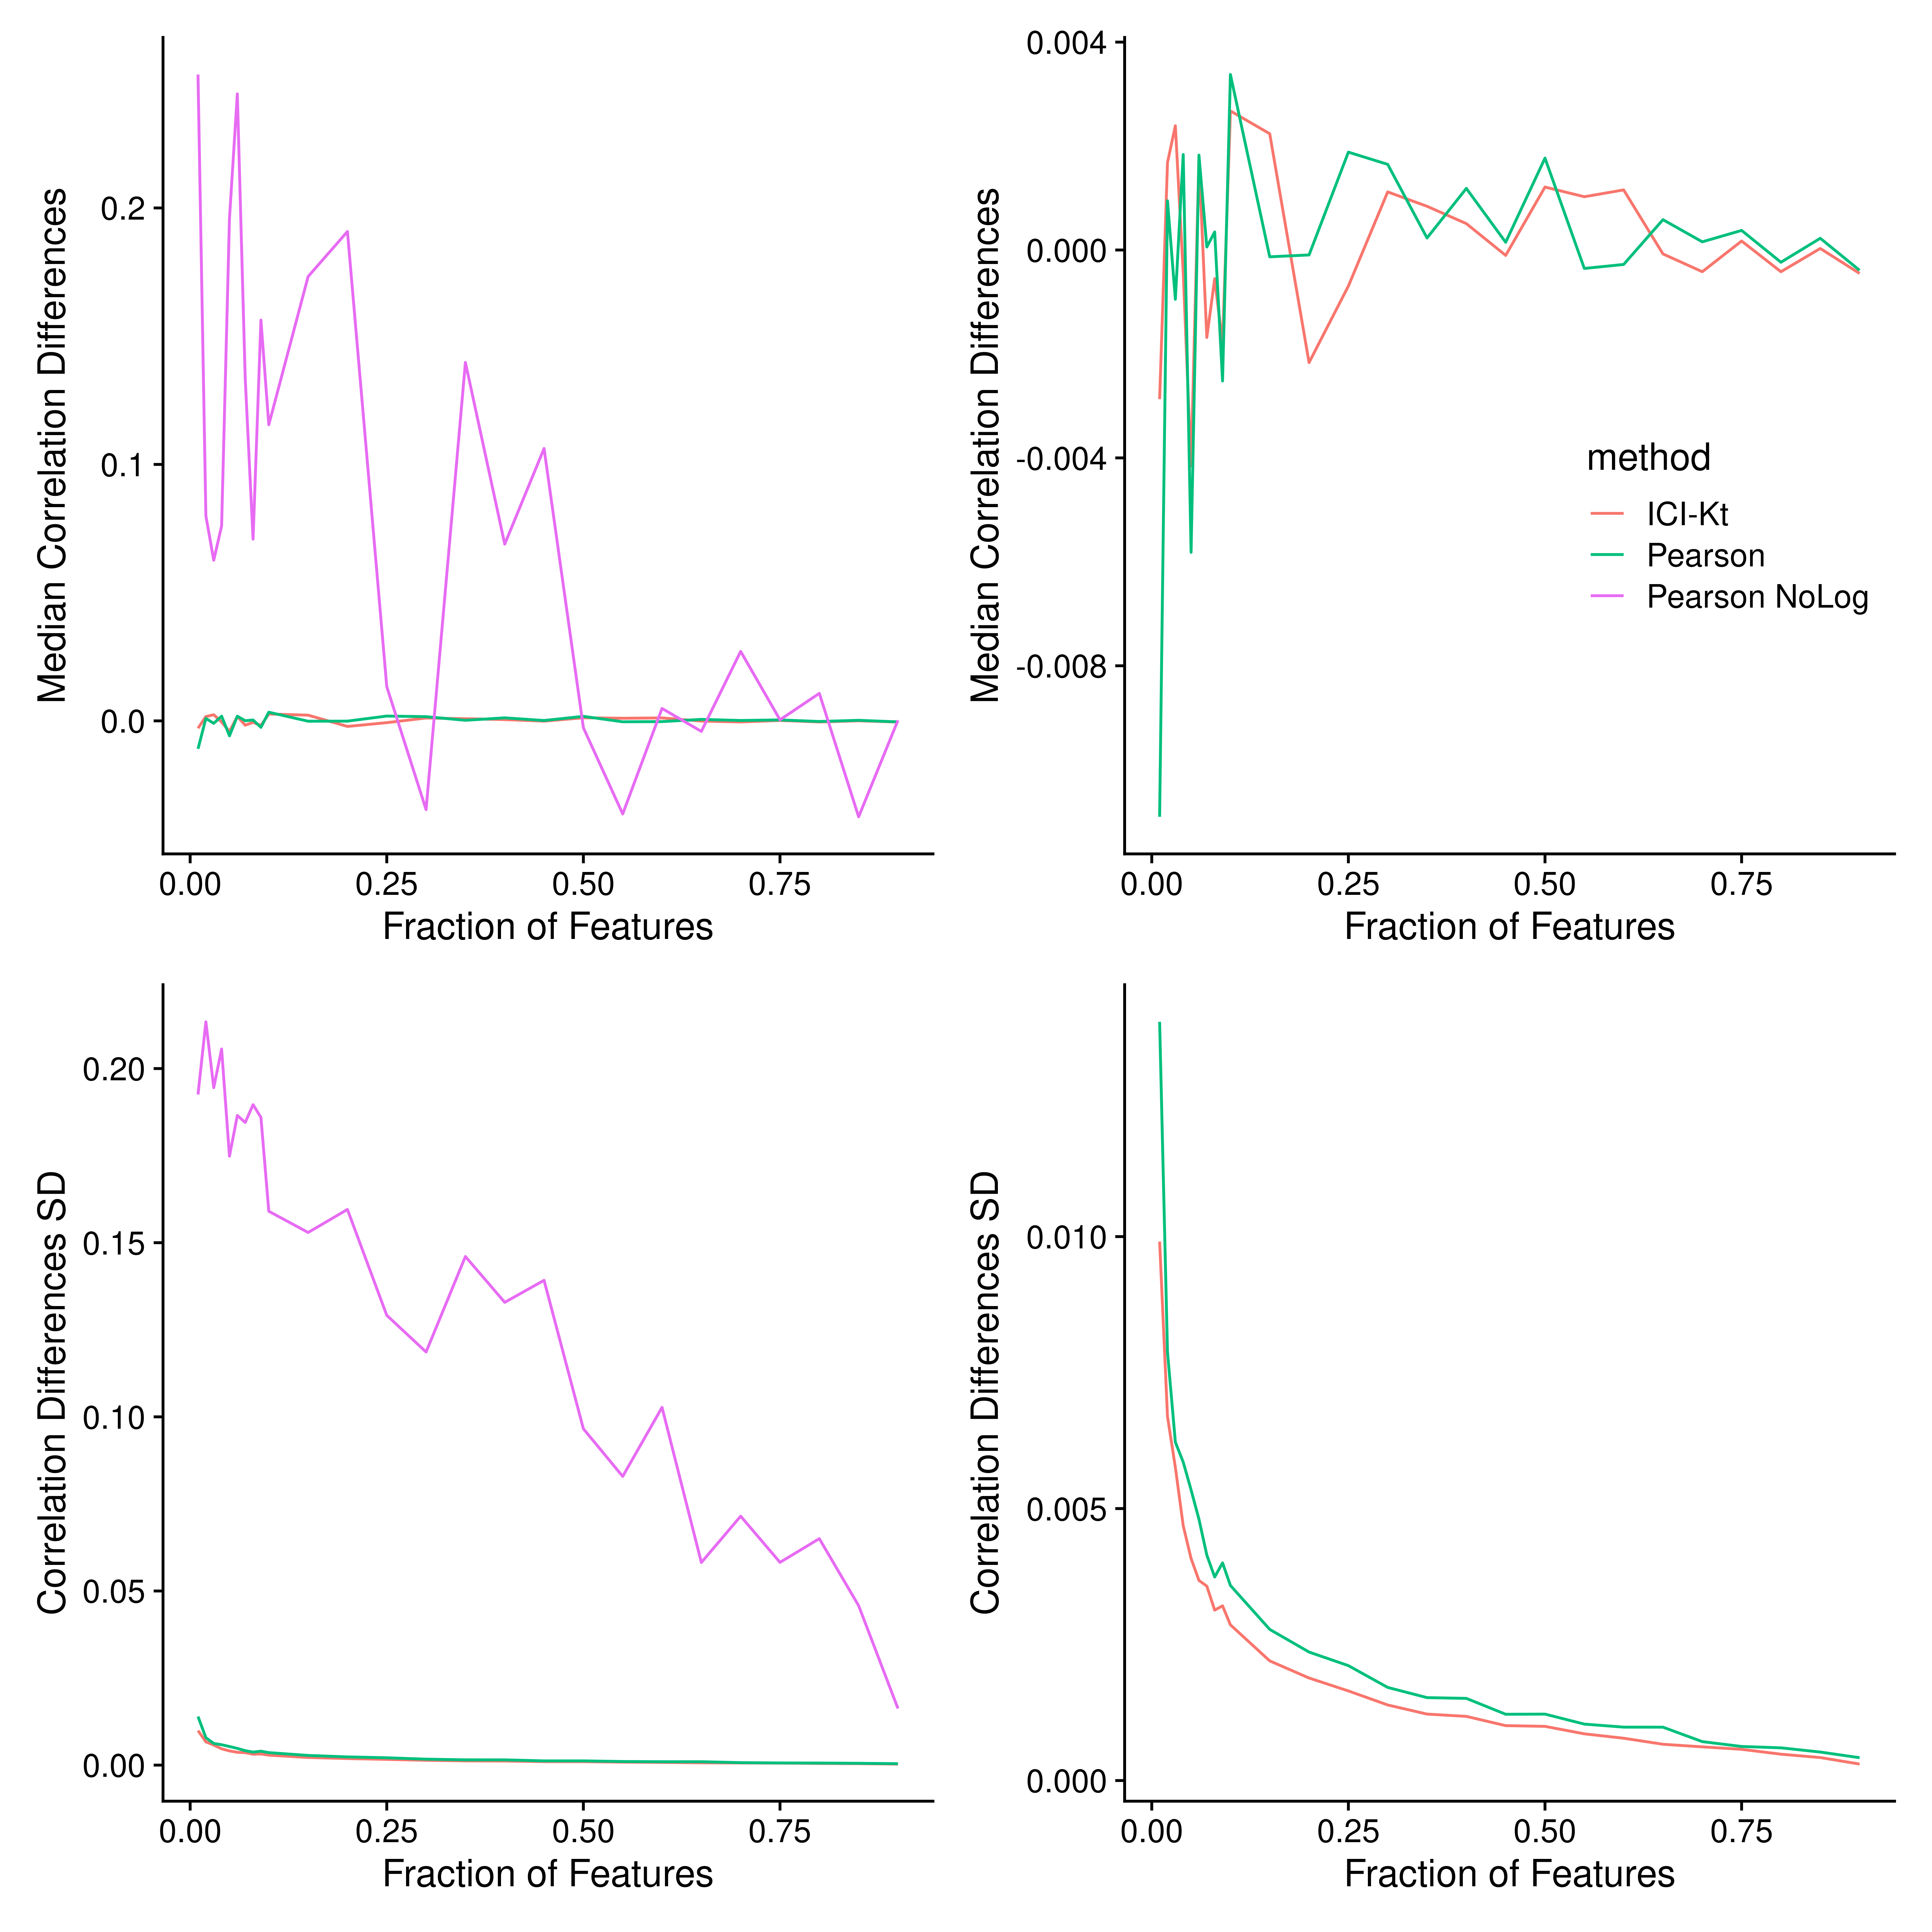 Median Correlation Differences
0.2
0.1
0.0
0.00 0.25 0.50 0.75
Fraction of Features
Median Correlation Differences
0.004
0.000
-0.004
-0.008
method
ICI-Kt
Pearson
Pearson NoLog
0.00 0.25 0.50 0.75
Fraction of Features
Correlation Differences SD
0.20
0.15
0.10
0.05
0.00
0.00 0.25 0.50 0.75
Fraction of Features
Correlation Differences SD
0.010
0.005
0.000
0.00 0.25 0.50 0.75
Fraction of Features